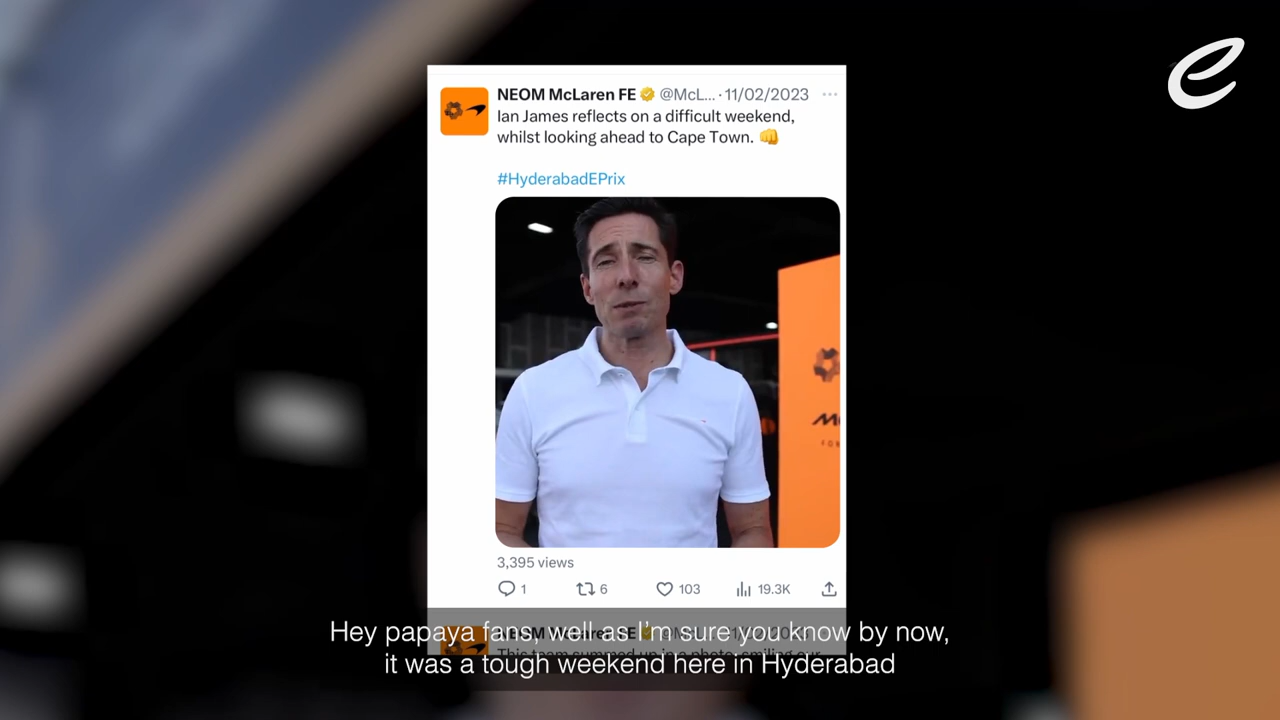 NEOM McLaren FE @McL... · 11/02/2023 ...
Ian James reflects on a difficult weekend,
whilst looking ahead to Cape Town. 👊
#HyderabadEPrix
3,395 views
1 6 103 19.3K
Hey papaya fans, well as I'm sure you know by now,
it was a tough weekend here in Hyderabad